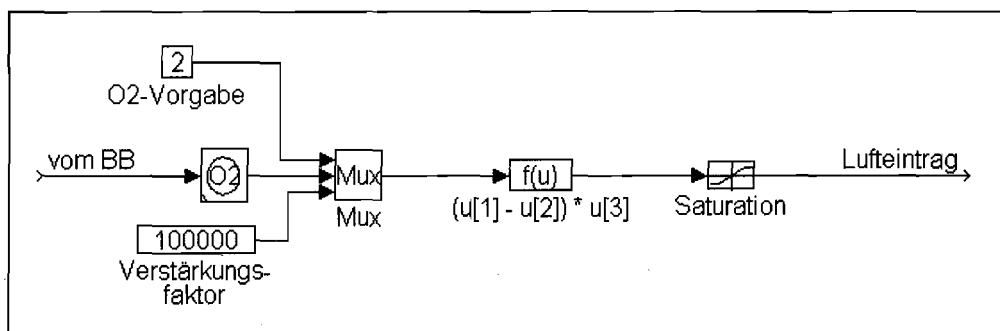 2
O2-Vorgabe
vom BB
O2
Mux
Mux
f(u)
(u[1] - u[2]) * u[3]
Saturation
Lufteintrag
100000
Verstärkungs-
faktor